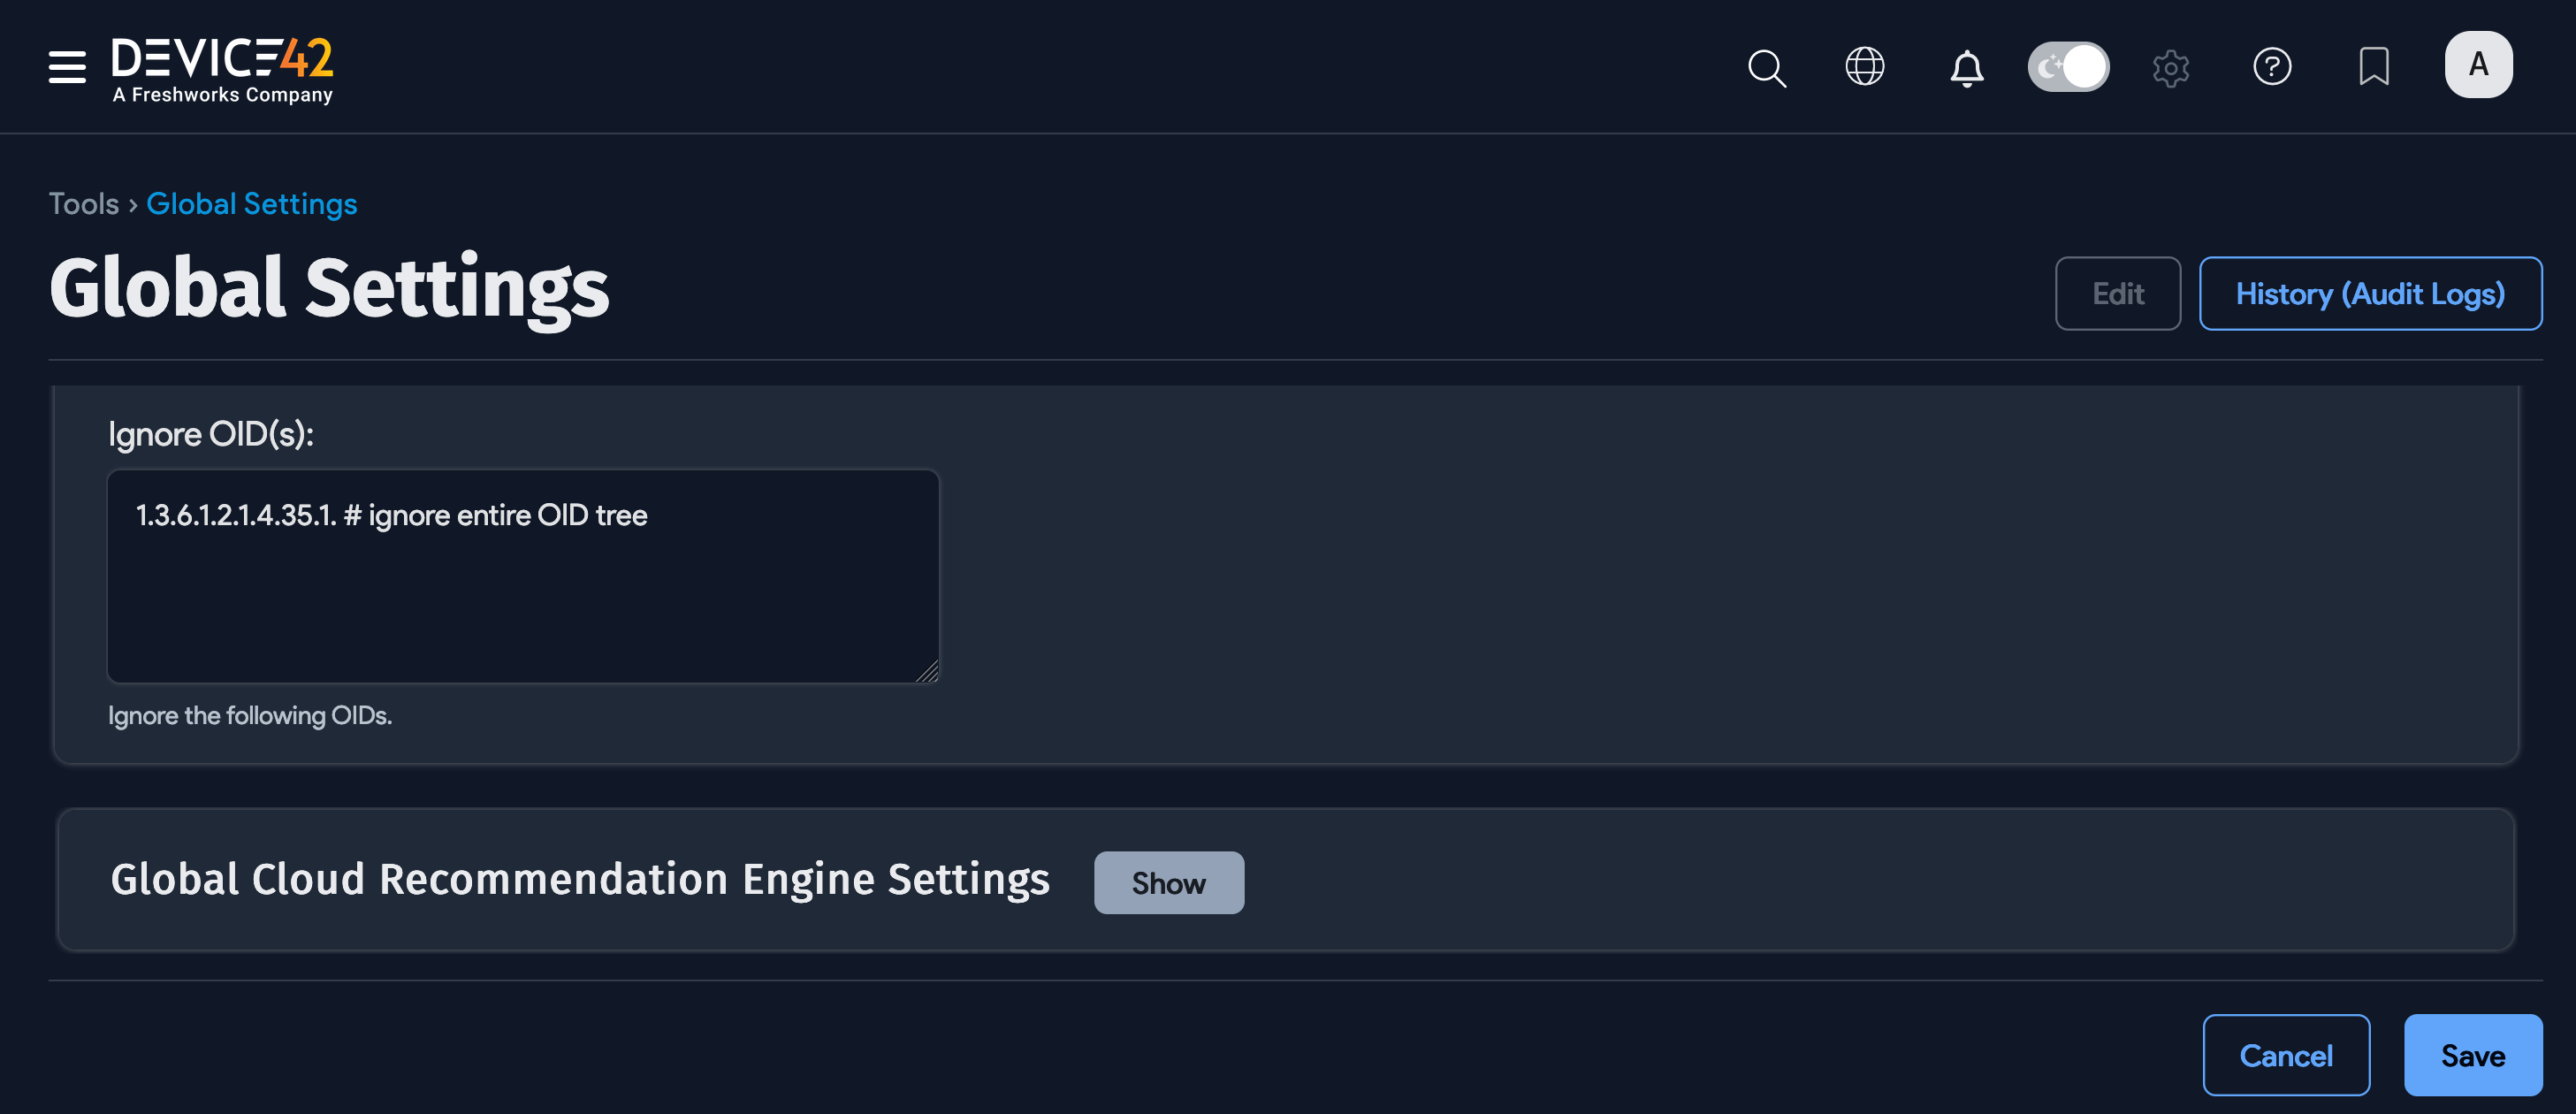 DEVICE42
A Freshworks Company
A
Tools › Global Settings
Global Settings
Edit
History (Audit Logs)
Ignore OID(s):
1.3.6.1.2.1.4.35.1. # ignore entire OID tree
Ignore the following OIDs.
Global Cloud Recommendation Engine Settings
Show
Cancel
Save